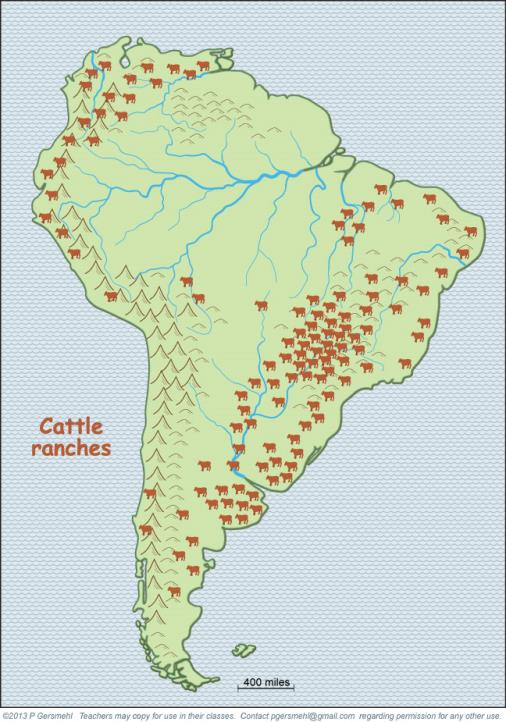 Cattle
ranches
400 miles
©2013 P Gersmehl   Teachers may copy for use in their classes.   Contact pgersmehl@gmail.com  regarding permission for any other use.